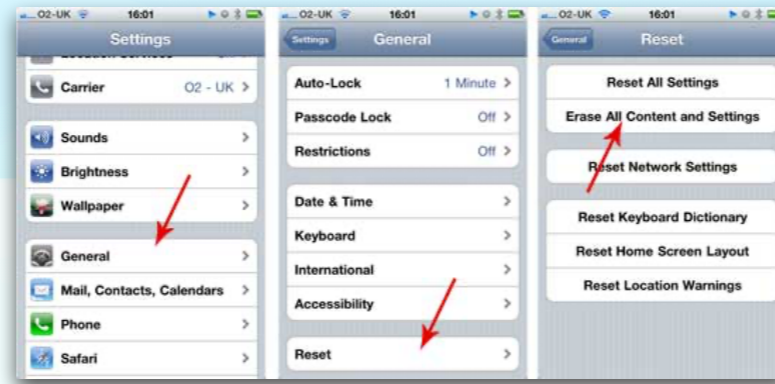 O2-UK 16:01
Settings
Carrier O2 - UK
Sounds
Brightness
Wallpaper
General
Mail, Contacts, Calendars
Phone
Safari
O2-UK 16:01
Settings General
Auto-Lock 1 Minute
Passcode Lock Off
Restrictions Off
Date & Time
Keyboard
International
Accessibility
Reset
O2-UK 16:01
General Reset
Reset All Settings
Erase All Content and Settings
Reset Network Settings
Reset Keyboard Dictionary
Reset Home Screen Layout
Reset Location Warnings